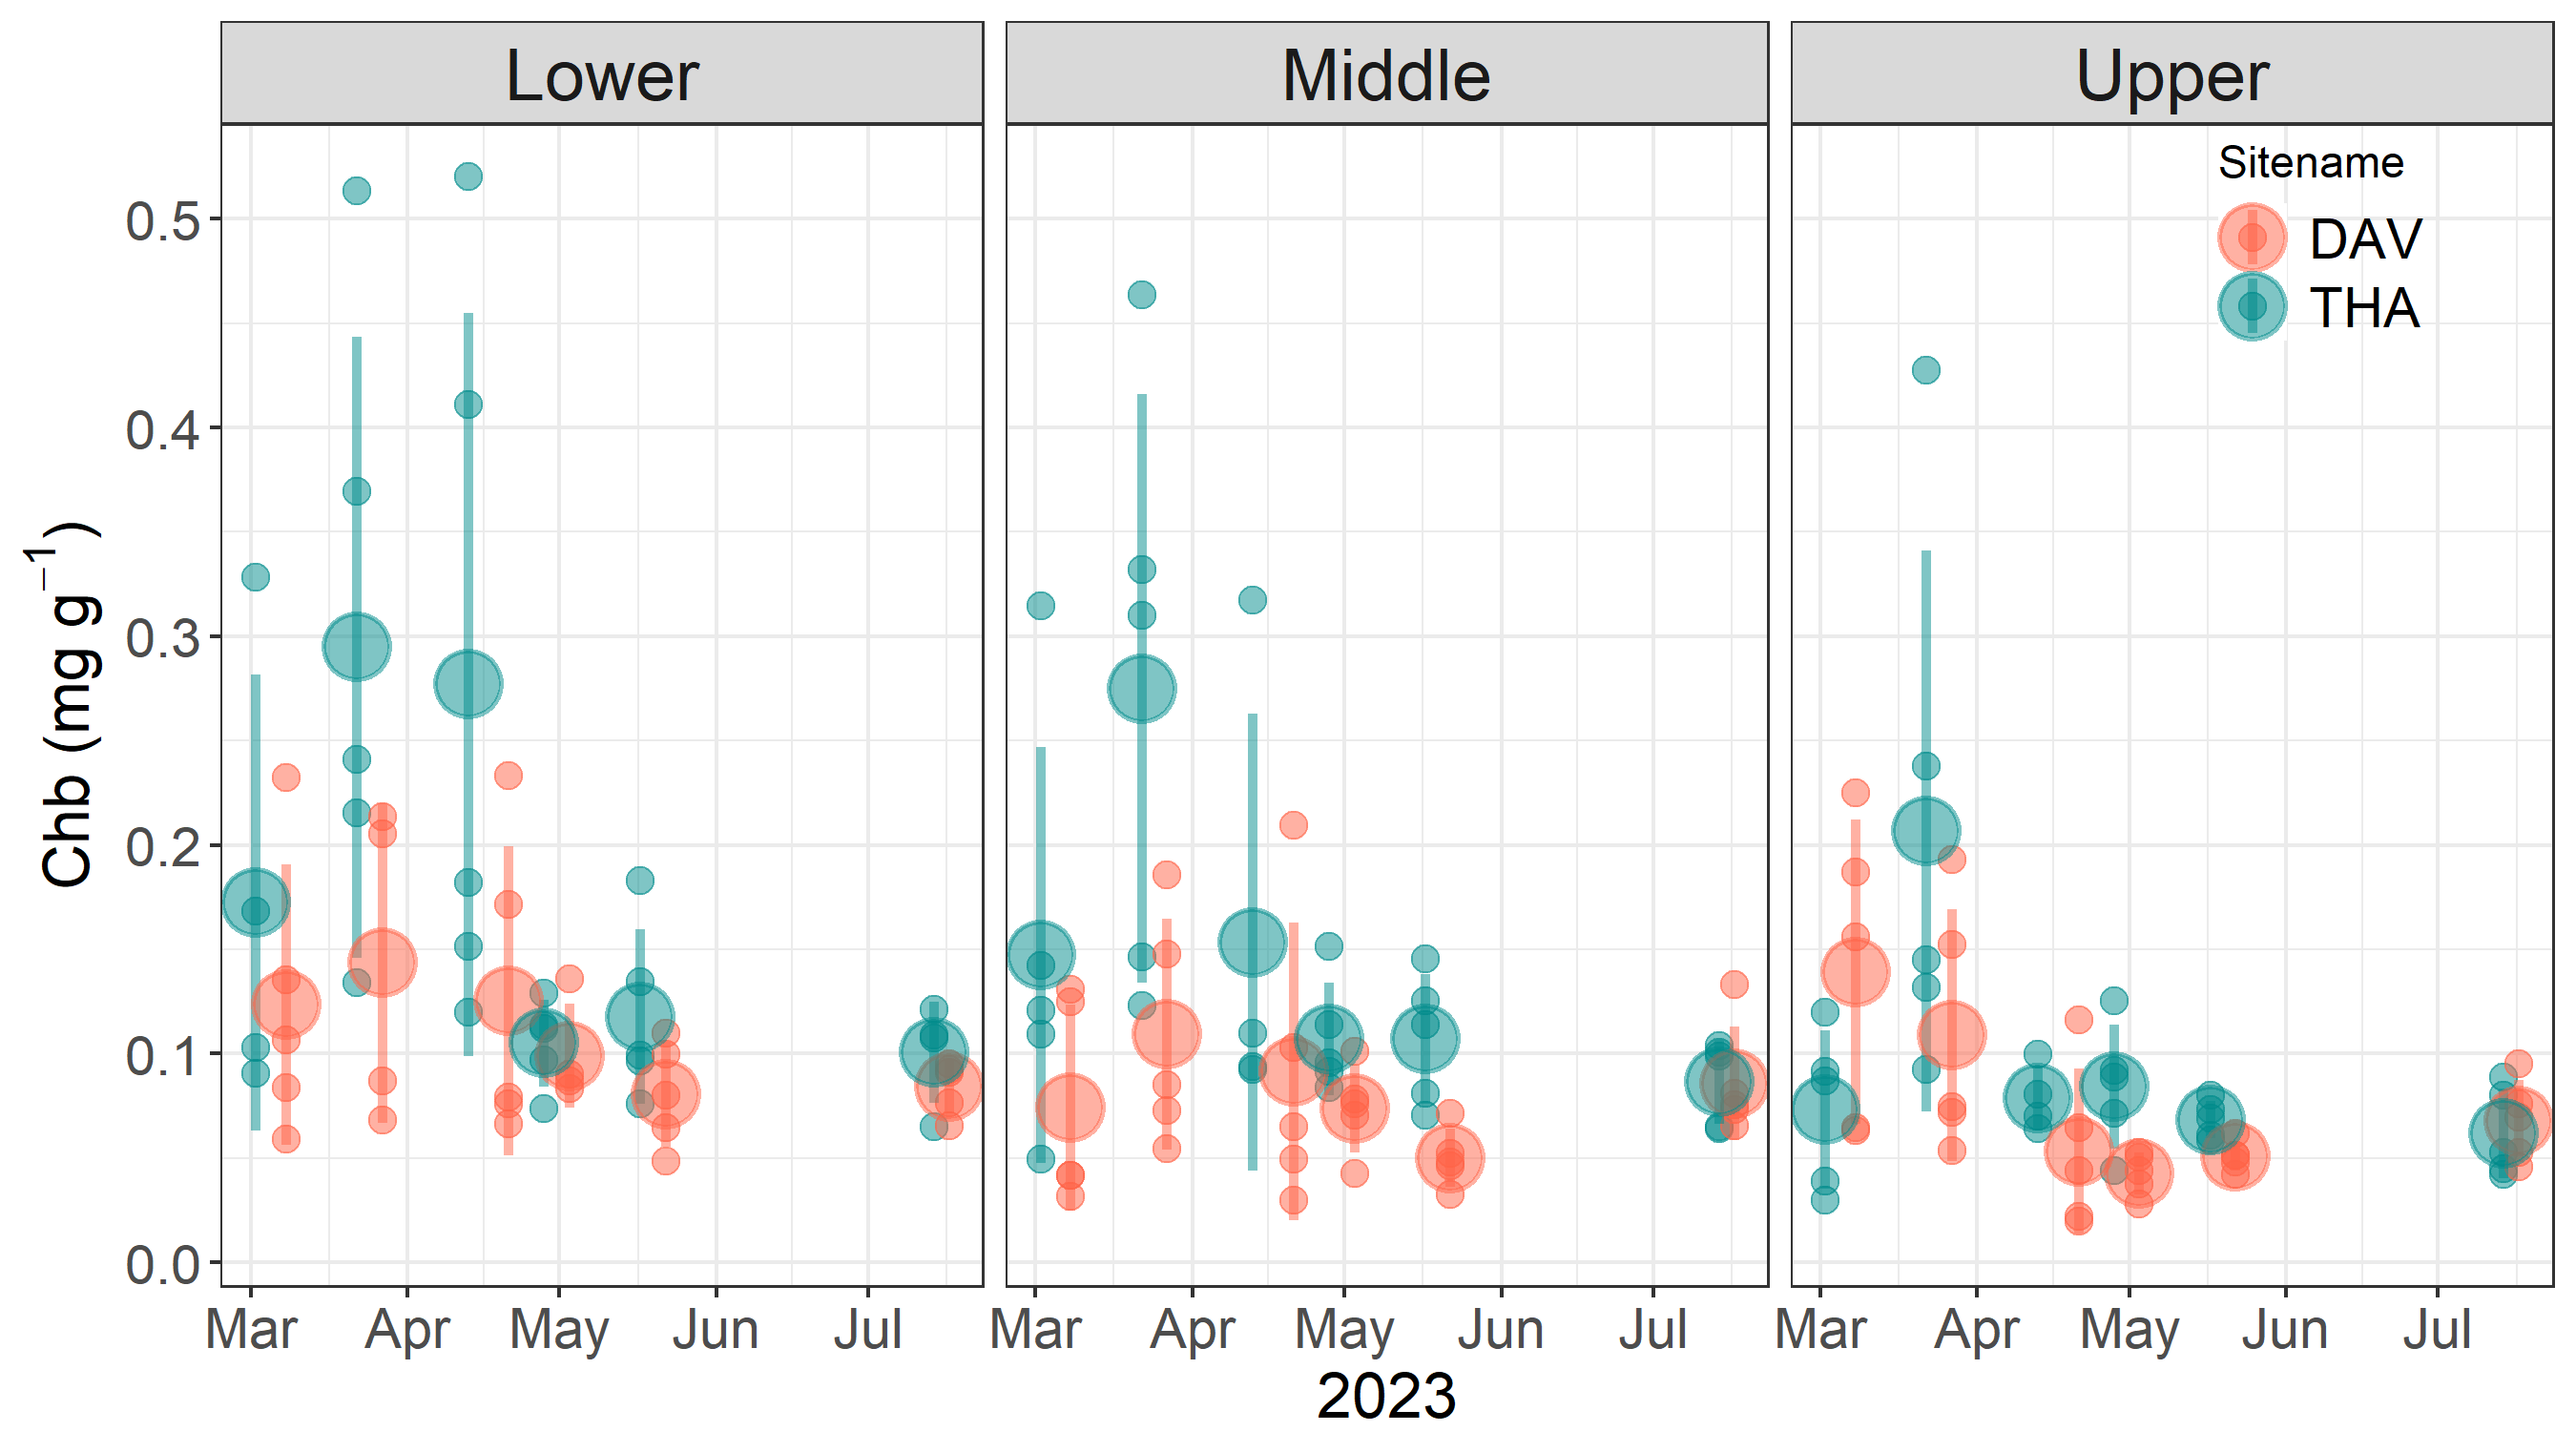 Lower Middle Upper
Sitename
DAV
THA
Chb (mg g⁻¹)
0.5
0.4
0.3
0.2
0.1
0.0
Mar Apr May Jun Jul Mar Apr May Jun Jul Mar Apr May Jun Jul
2023